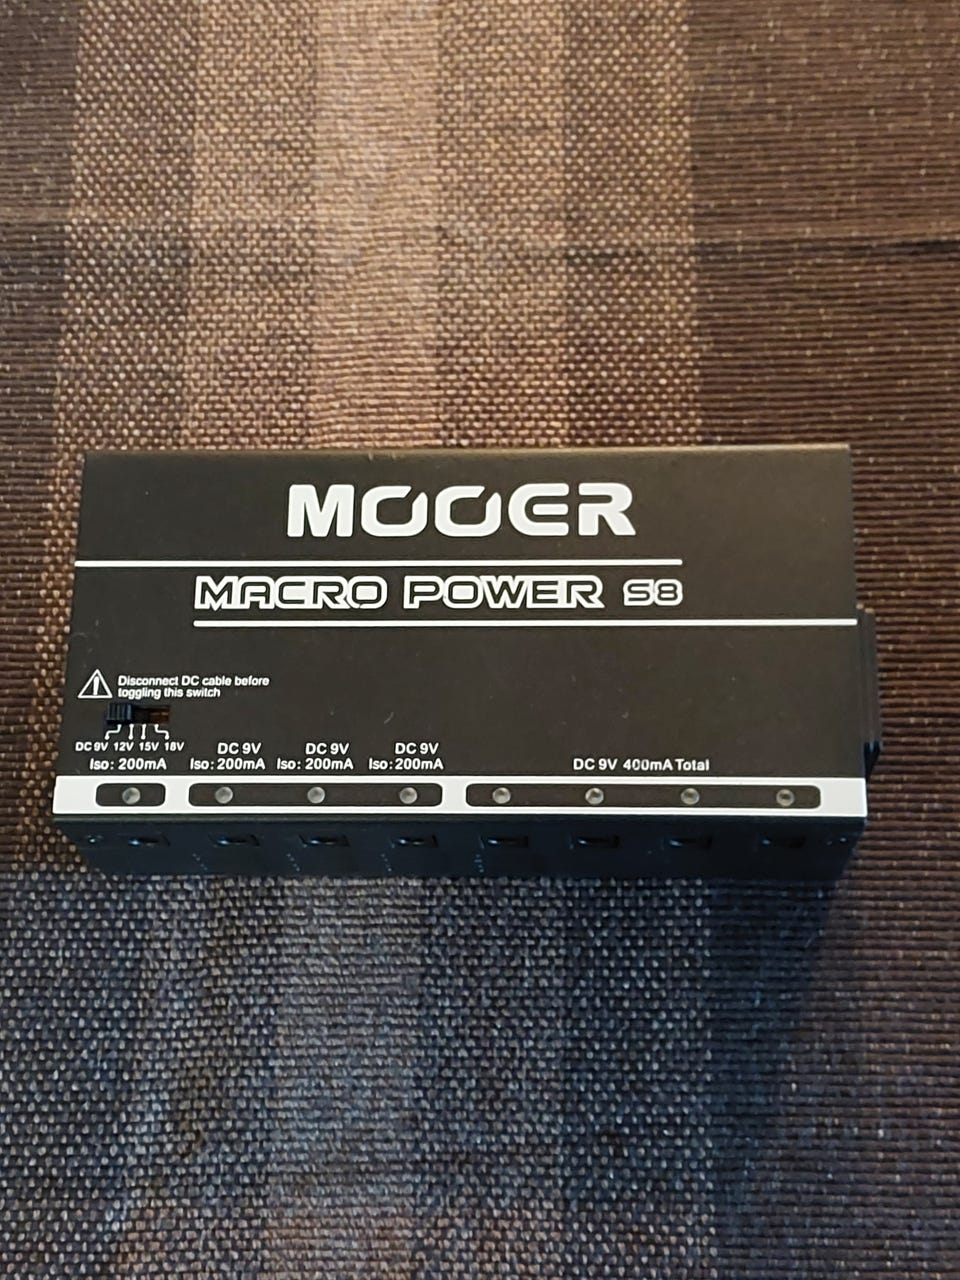 MOOER
MACRO POWER S8
Disconnect DC cable before
toggling this switch
DC 9V 12V 15V 18V
Iso: 200mA
DC 9V
Iso: 200mA
DC 9V
Iso: 200mA
DC 9V
Iso: 200mA
DC 9V 400mA Total